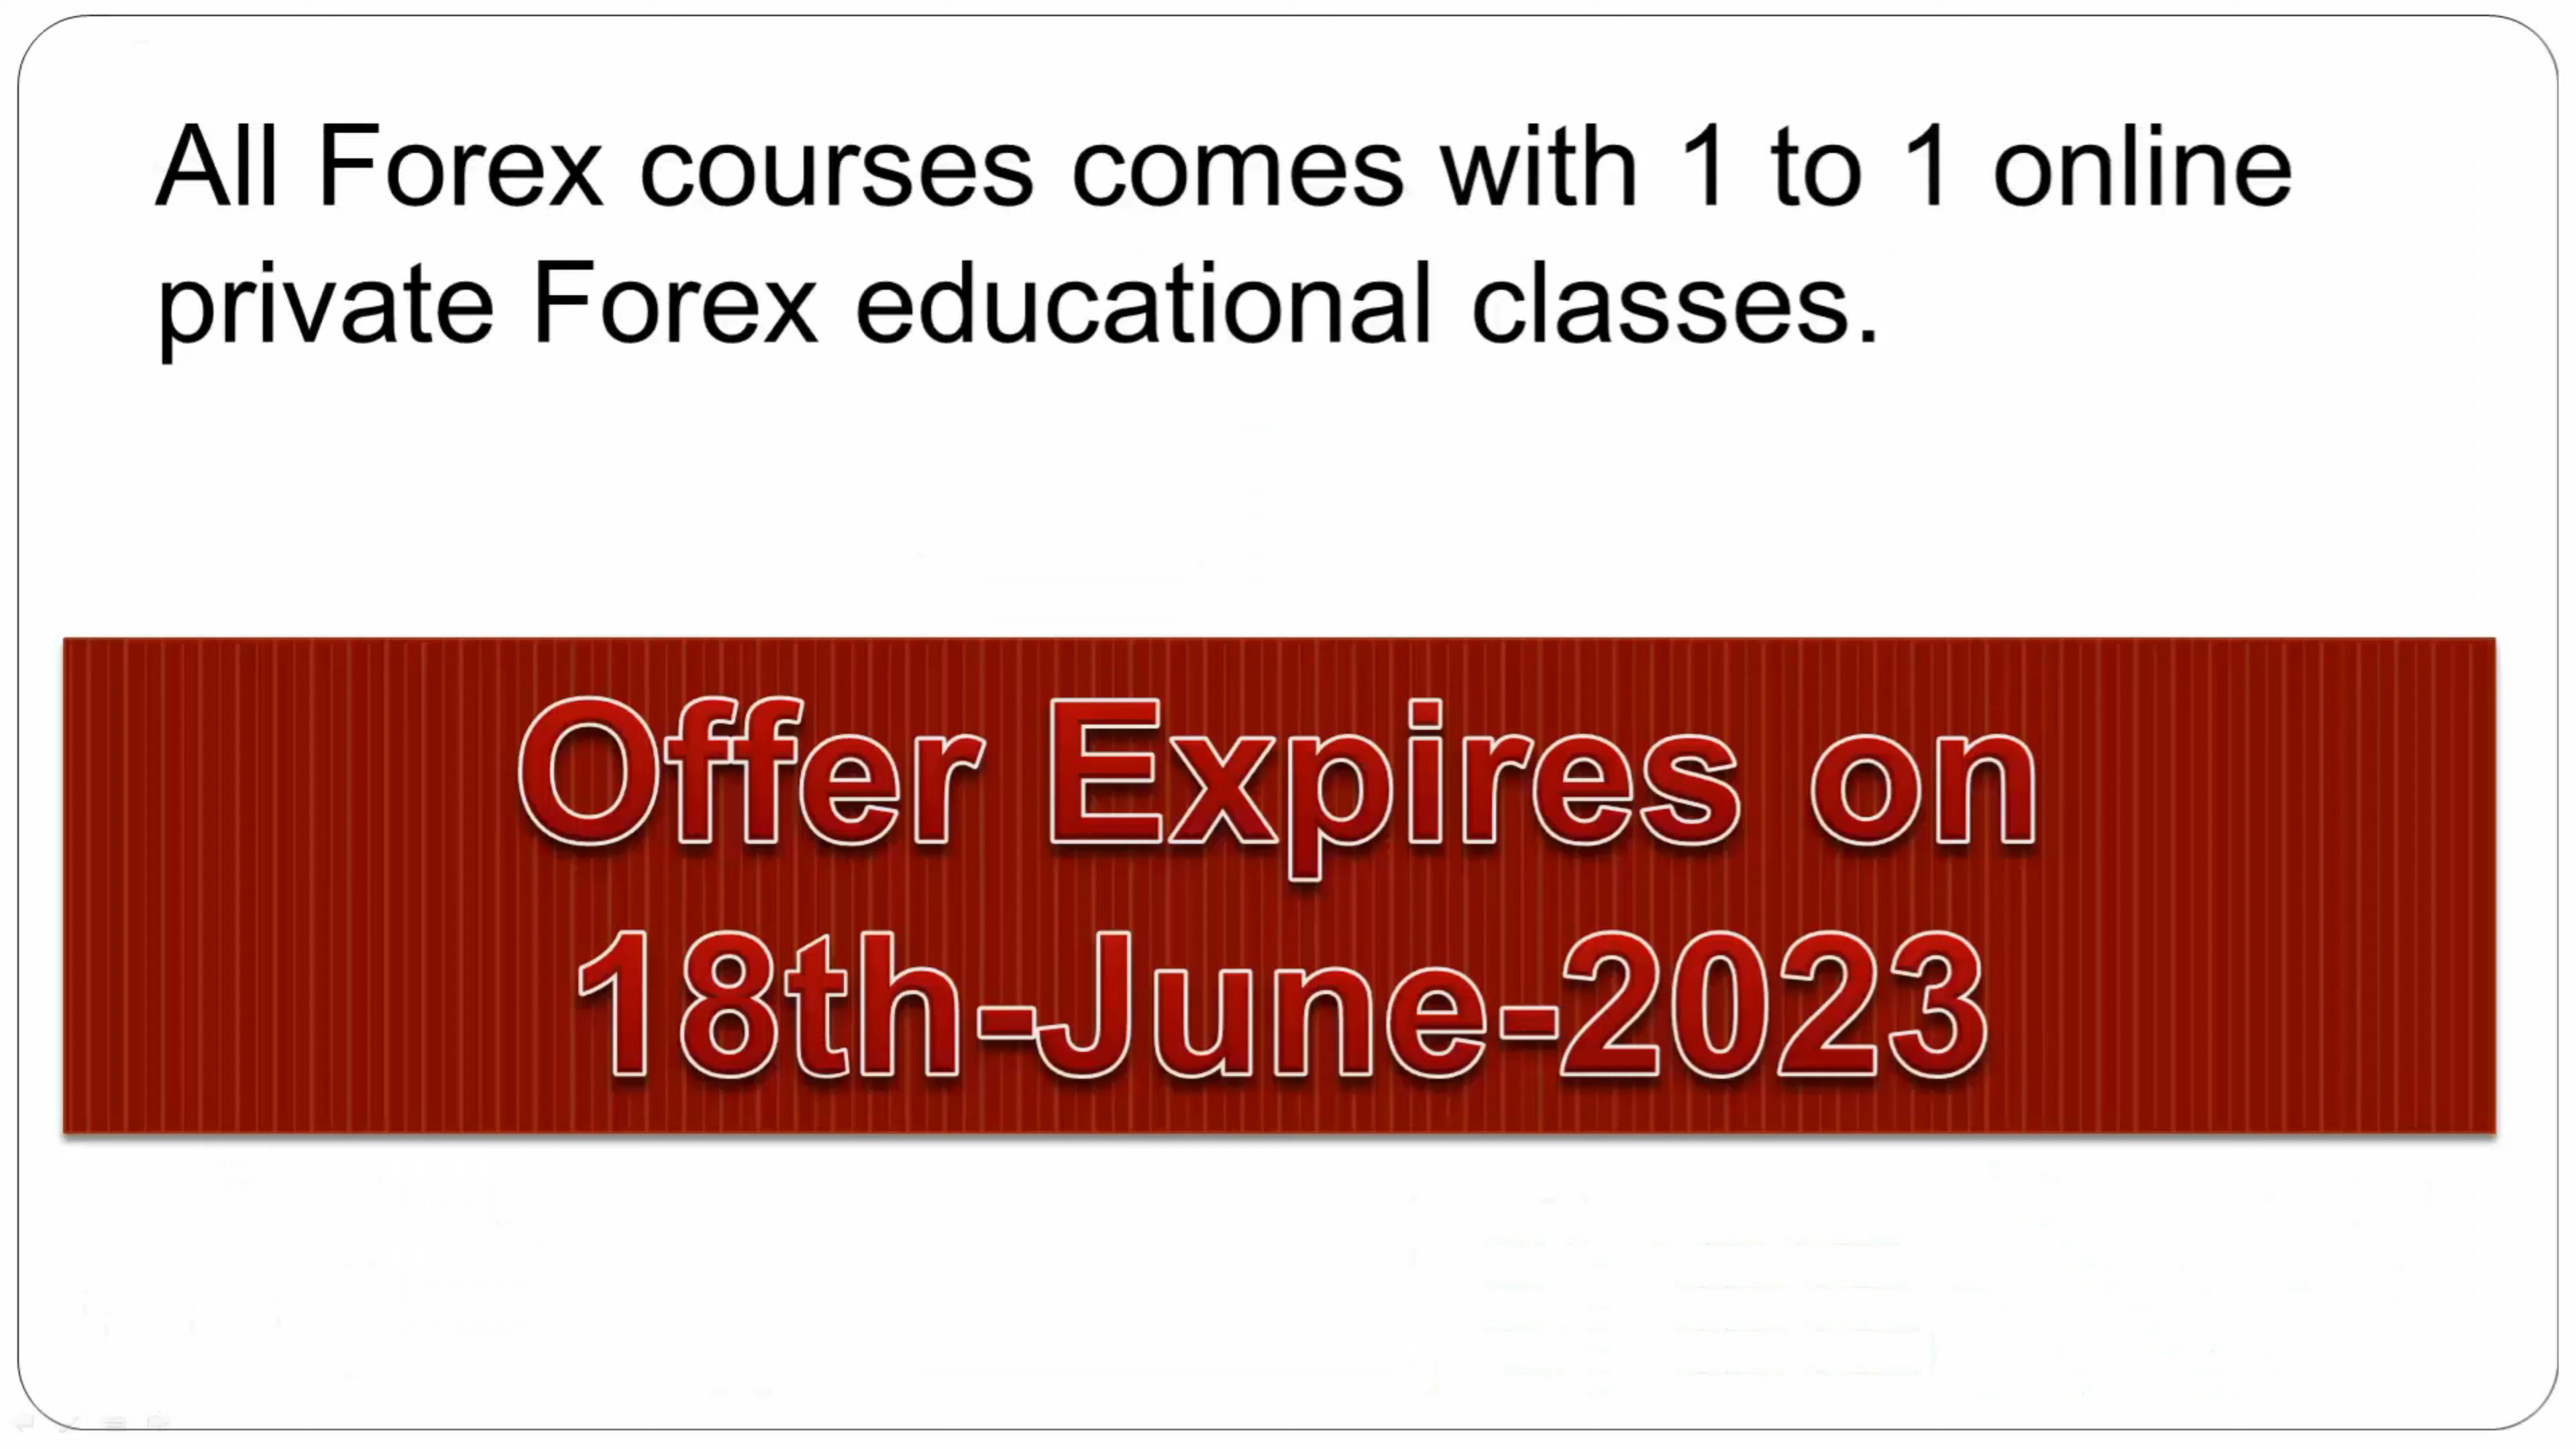 All Forex courses comes with 1 to 1 online
private Forex educational classes.
Offer Expires on
18th-June-2023